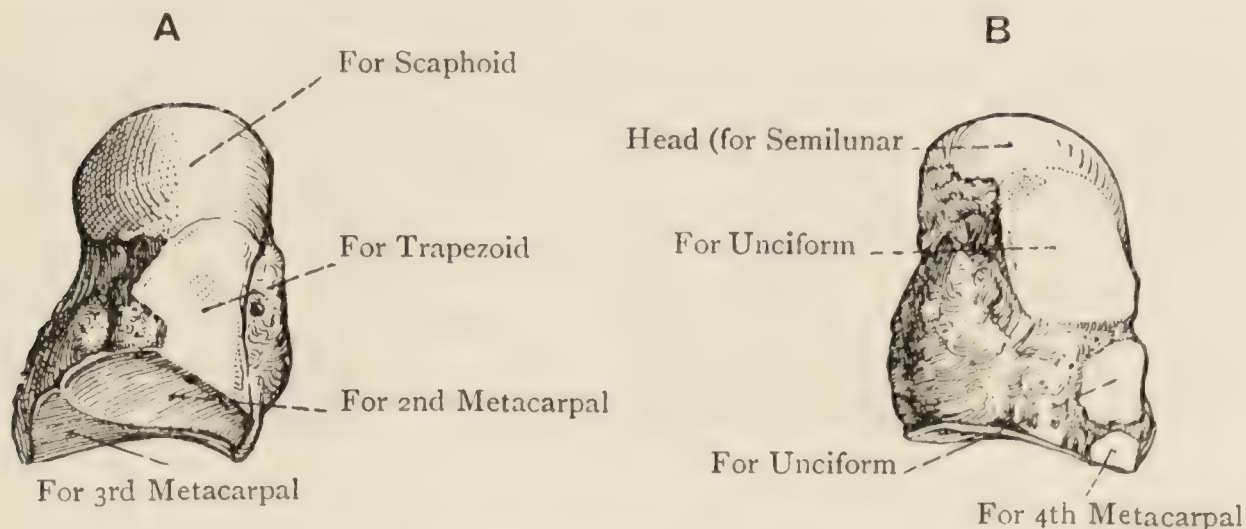 A
For Scaphoid
For Trapezoid
For 2nd Metacarpal
For 3rd Metacarpal
B
Head (for Semilunar
For Unciform
For Unciform
For 4th Metacarpal